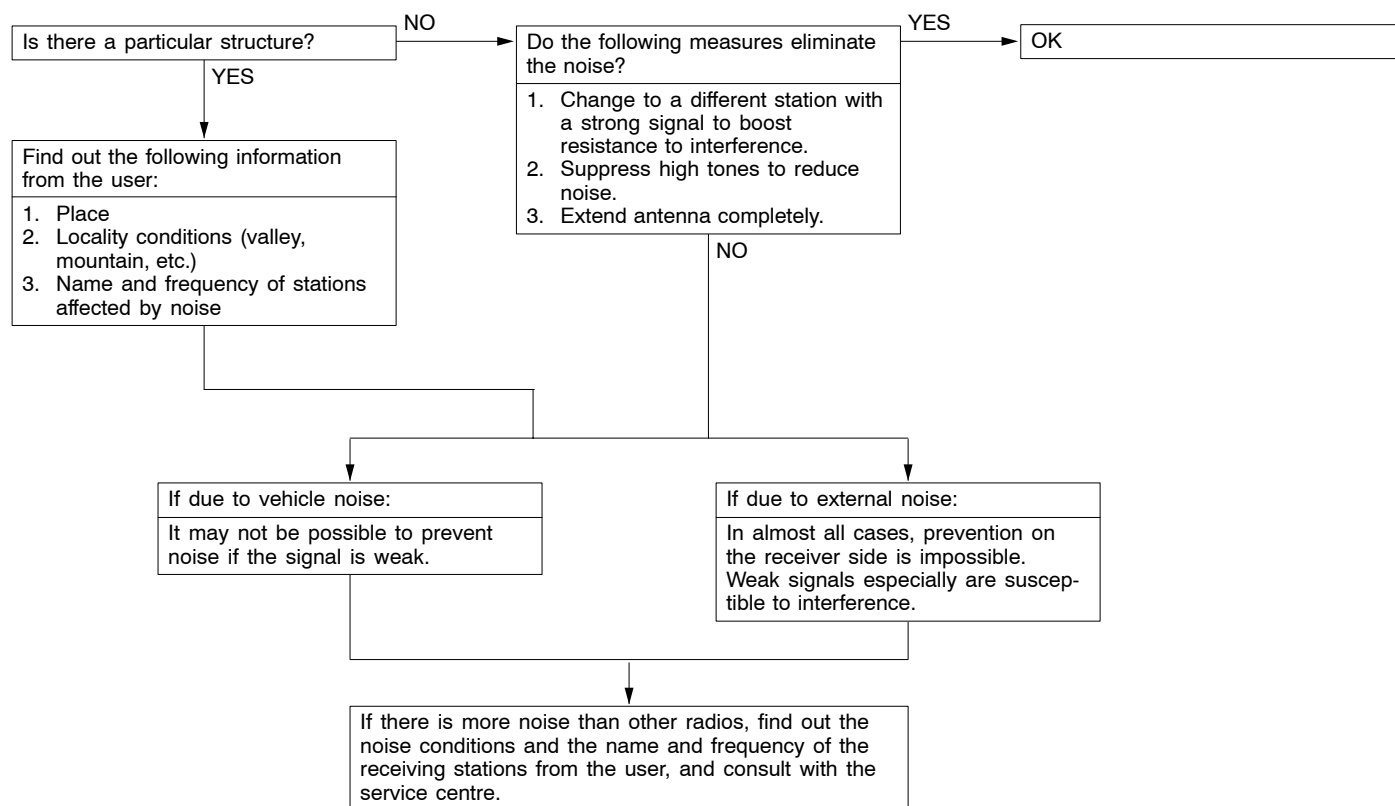 Is there a particular structure?
NO
Do the following measures eliminate
the noise?
YES
OK
YES
1. Change to a different station with
a strong signal to boost
resistance to interference.
2. Suppress high tones to reduce
noise.
3. Extend antenna completely.
NO
Find out the following information
from the user:
1. Place
2. Locality conditions (valley,
mountain, etc.)
3. Name and frequency of stations
affected by noise
If due to vehicle noise:
It may not be possible to prevent
noise if the signal is weak.
If due to external noise:
In almost all cases, prevention on
the receiver side is impossible.
Weak signals especially are suscep-
tible to interference.
If there is more noise than other radios, find out the
noise conditions and the name and frequency of the
receiving stations from the user, and consult with the
service centre.